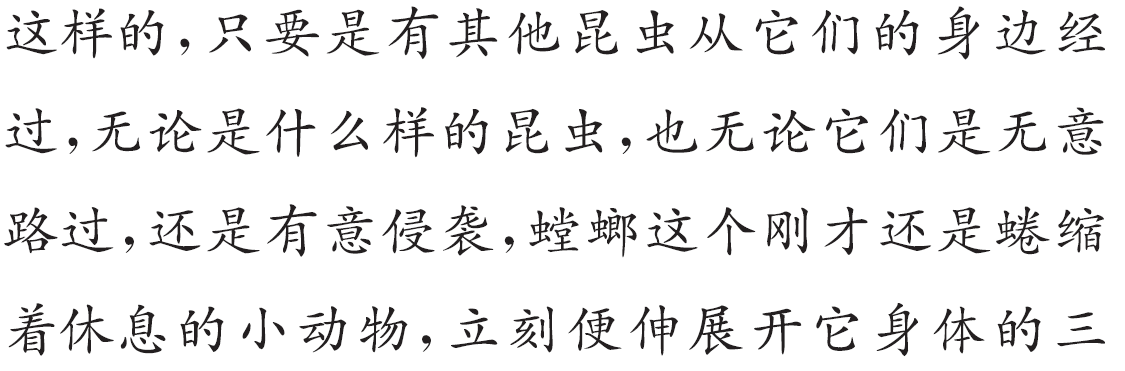 这样的,只要是有其他昆虫从它们的身边经
过,无论是什么样的昆虫,也无论它们是无意
路过,还是有意侵袭,螳螂这个刚才还是蜷缩
着休息的小动物,立刻便伸展开它身体的三